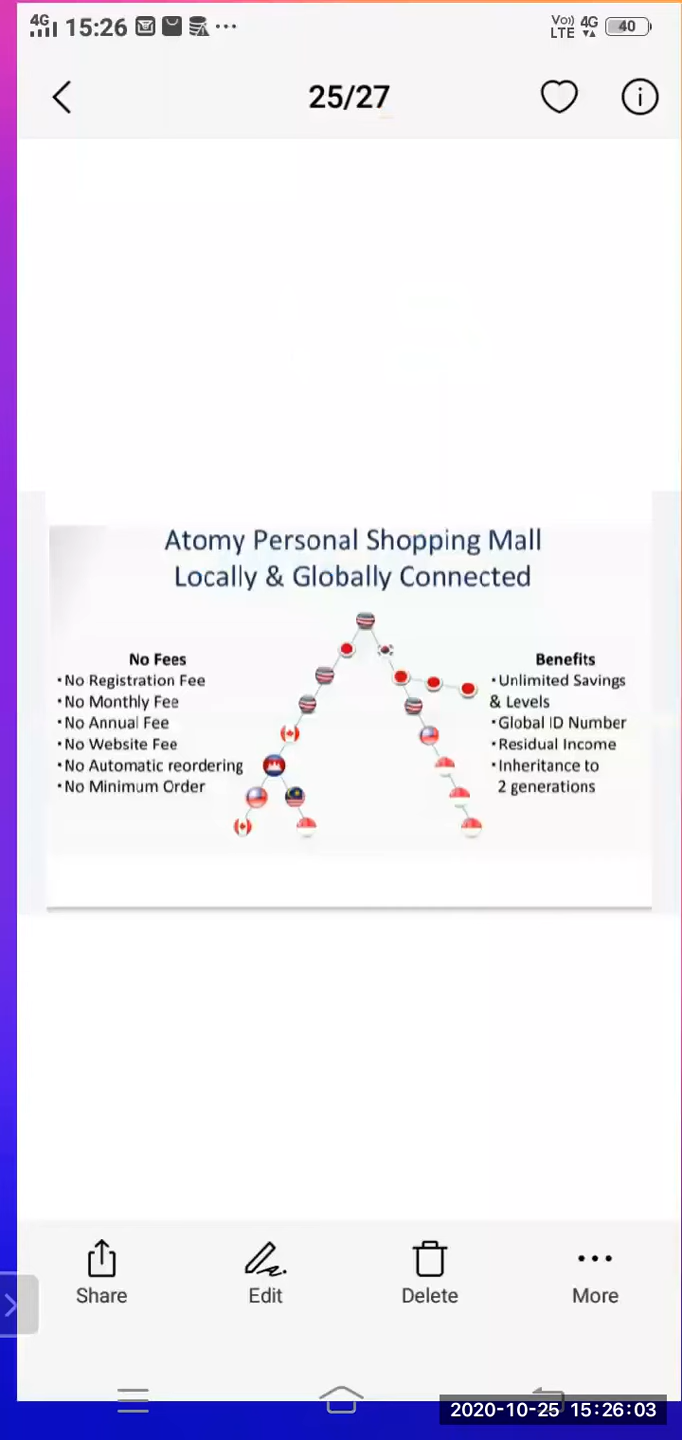 4G 15:26 ... Vo)) LTE 4G 40
25/27
Atomy Personal Shopping Mall
Locally & Globally Connected
No Fees
•No Registration Fee
•No Monthly Fee
•No Annual Fee
•No Website Fee
•No Automatic reordering
•No Minimum Order
Benefits
•Unlimited Savings
& Levels
•Global ID Number
•Residual Income
•Inheritance to
2 generations
Share Edit Delete More
2020-10-25 15:26:03